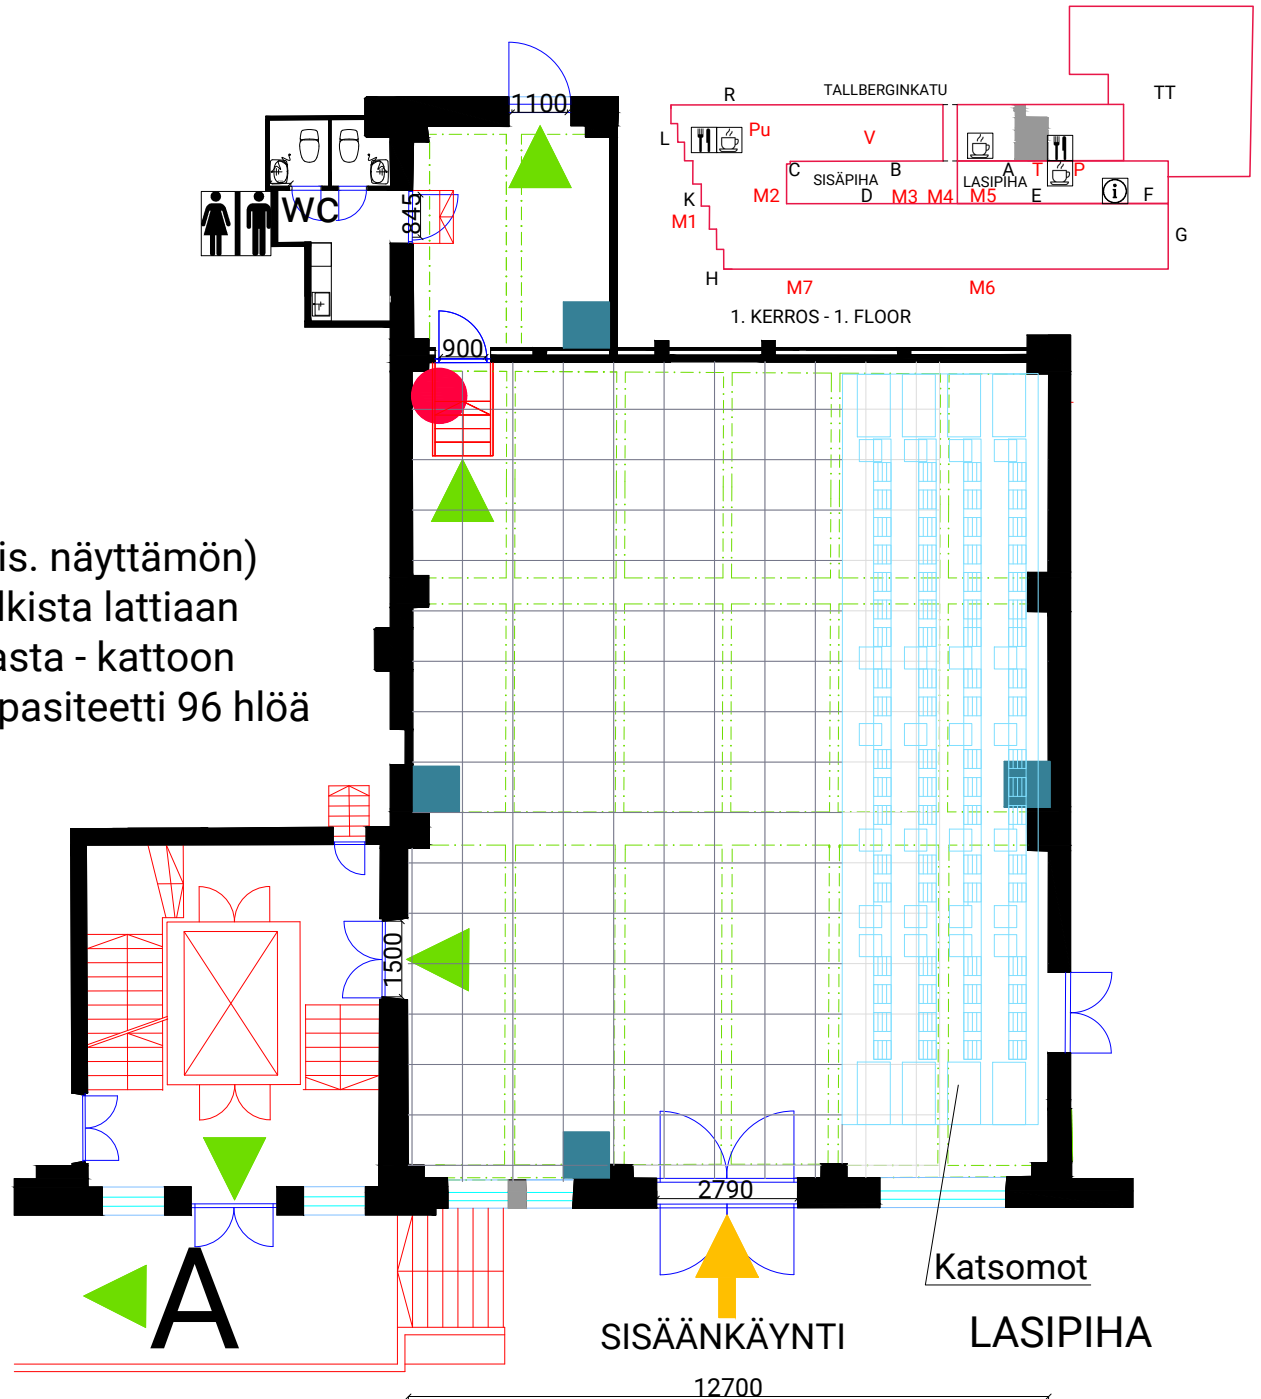 R
TALLBERGINKATU
TT
L
Pu
V
C
B
A
T
P
SISÄPIHA
LASIPIHA
K
M2
D
M3
M4
M5
E
F
M1
G
H
M7
M6
1. KERROS - 1. FLOOR
1100
WC
845
900
is. näyttämön)
lkista lattiaan
asta - kattoon
pasiteetti 96 hlöä
1500
2790
A
Katsomot
SISÄÄNKÄYNTI
LASIPIHA
12700